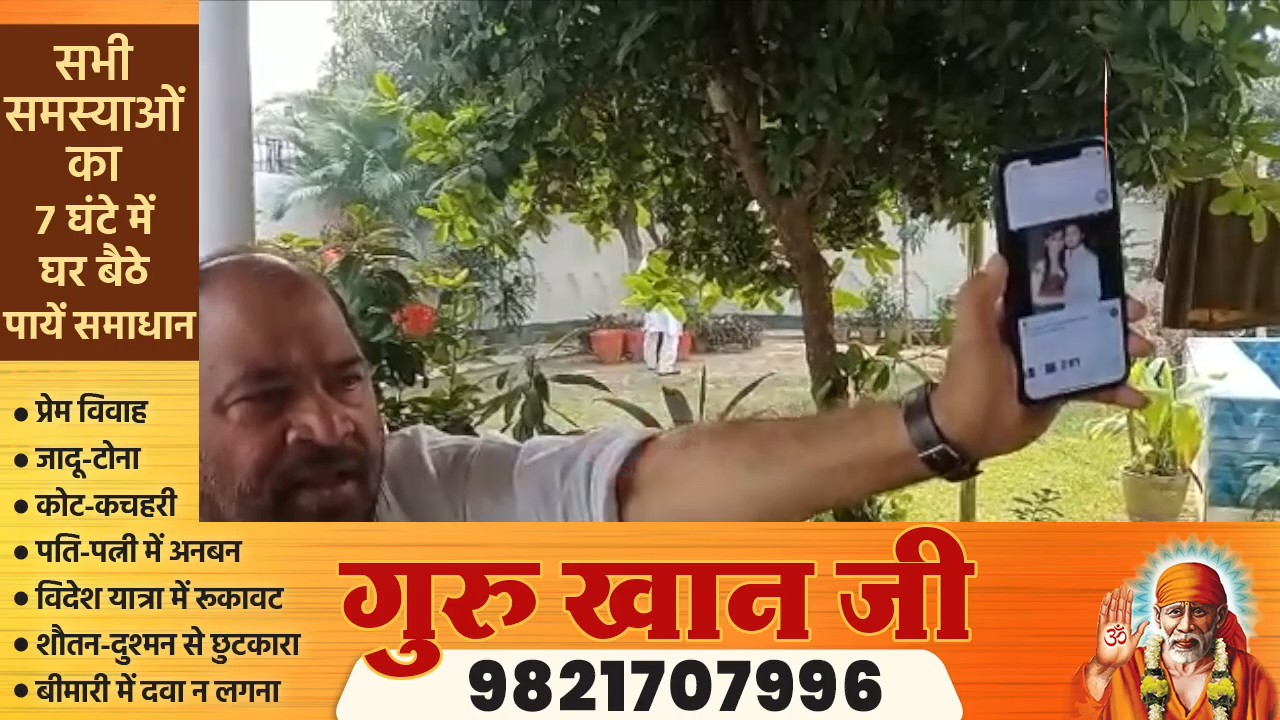 सभी
समस्याओं
का
7 घंटे में
घर बैठे
पायें समाधान
• प्रेम विवाह
• जादू-टोना
• कोट-कचहरी
• पति-पत्नी में अनबन
• विदेश यात्रा में रूकावट
• शौतन-दुश्मन से छुटकारा
• बीमारी में दवा न लगना
गुरु खान जी
9821707996
ॐ